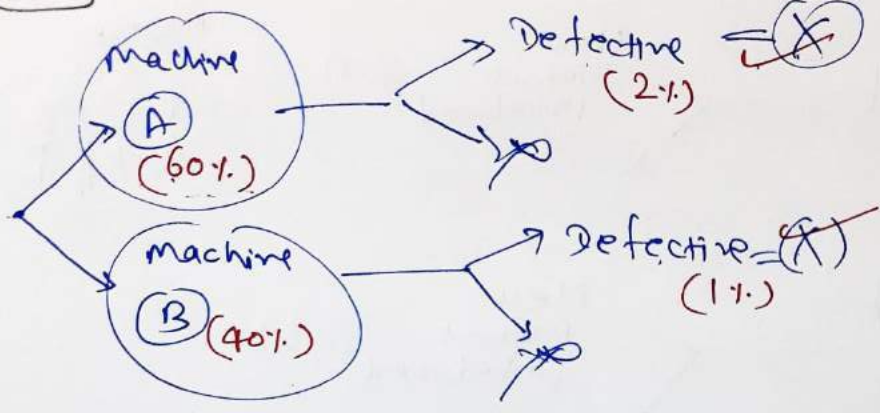 Machine
A
(60%)
Defective = X
(2%)
Machine
B (40%)
Defective = (X)
(1%)